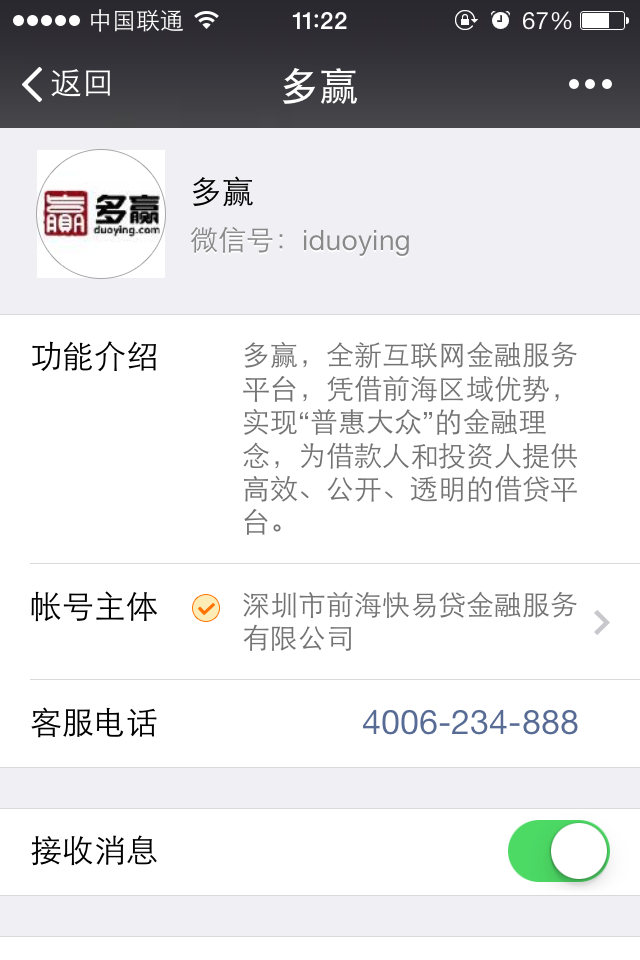 中国联通 11:22 67%
返回 多赢
赢 多赢
duoying.com
多赢
微信号：iduoying
功能介绍
多赢，全新互联网金融服务
平台，凭借前海区域优势，
实现“普惠大众”的金融理
念，为借款人和投资人提供
高效、公开、透明的借贷平
台。
帐号主体
深圳市前海快易贷金融服务
有限公司
客服电话 4006-234-888
接收消息